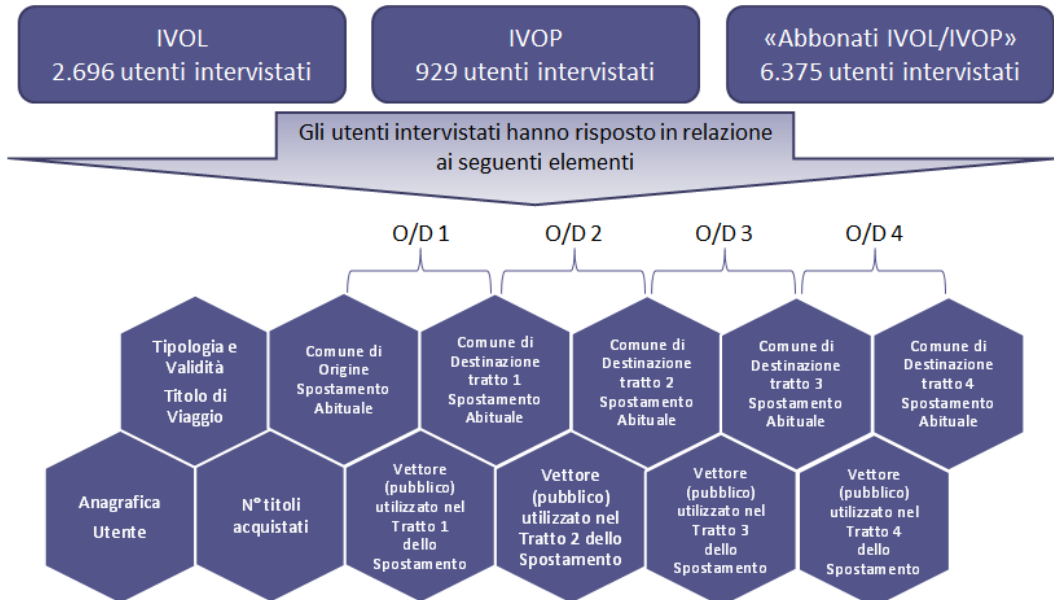 IVOL
2.696 utenti intervistati
IVOP
929 utenti intervistati
«Abbonati IVOL/IVOP»
6.375 utenti intervistati
Gli utenti intervistati hanno risposto in relazione
ai seguenti elementi
O/D 1
O/D 2
O/D 3
O/D 4
Tipologia e
Validità
Titolo di
Viaggio
Comune di
Origine
Spostamento
Abituale
Comune di
Destinazione
tratto 1
Spostamento
Abituale
Comune di
Destinazione
tratto 2
Spostamento
Abituale
Comune di
Destinazione
tratto 3
Spostamento
Abituale
Comune di
Destinazione
tratto 4
Spostamento
Abituale
Anagrafica
Utente
N° titoli
acquistati
Vettore
(pubblico)
utilizzato nel
Tratto 1
dello
Spostamento
Vettore
(pubblico)
utilizzato nel
Tratto 2 dello
Spostamento
Vettore
(pubblico)
utilizzato nel
Tratto 3
dello
Spostamento
Vettore
(pubblico)
utilizzato nel
Tratto 4
dello
Spostamento